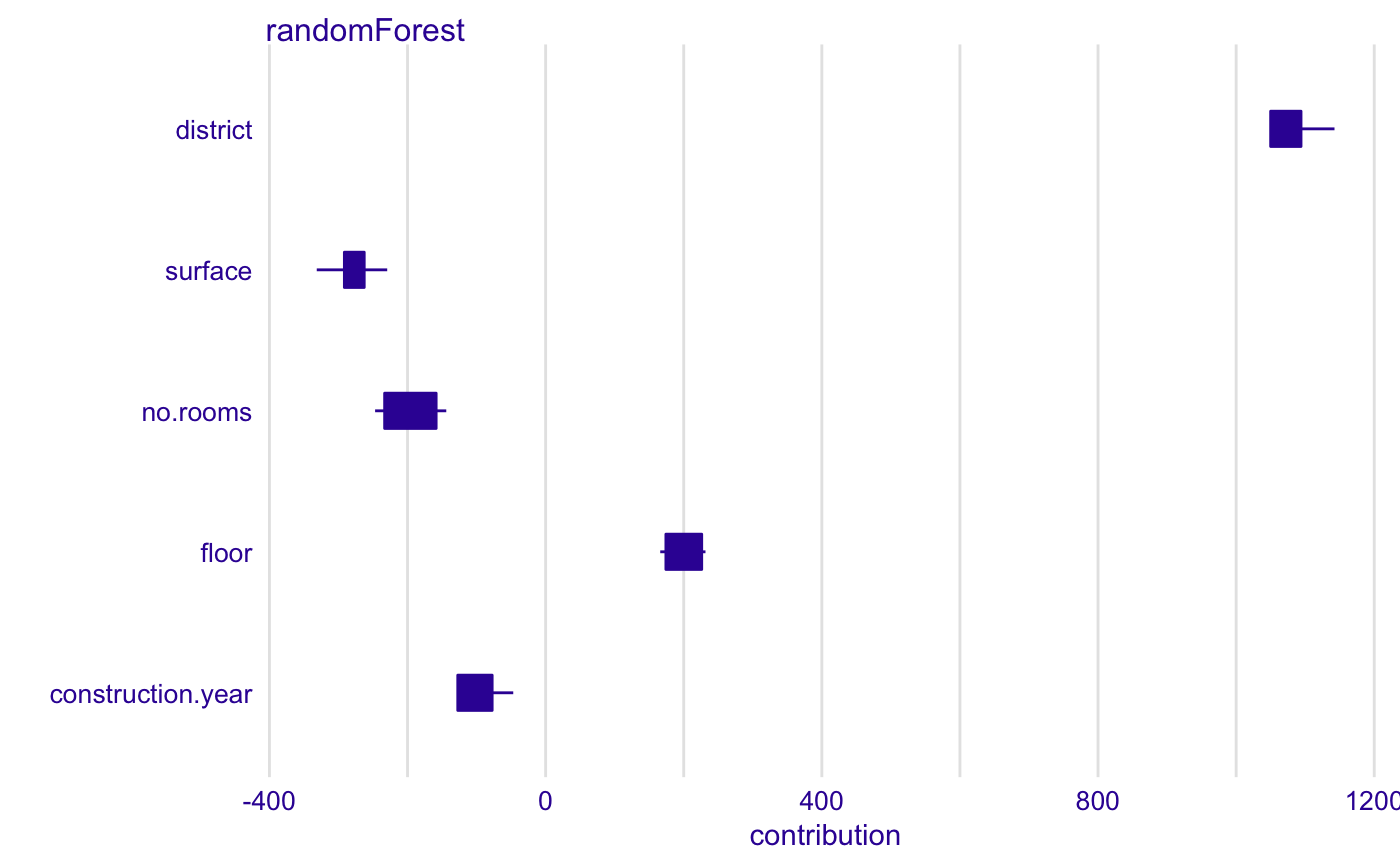 randomForest
district
surface
no.rooms
floor
construction.year
-400 0 400 800 1200
contribution